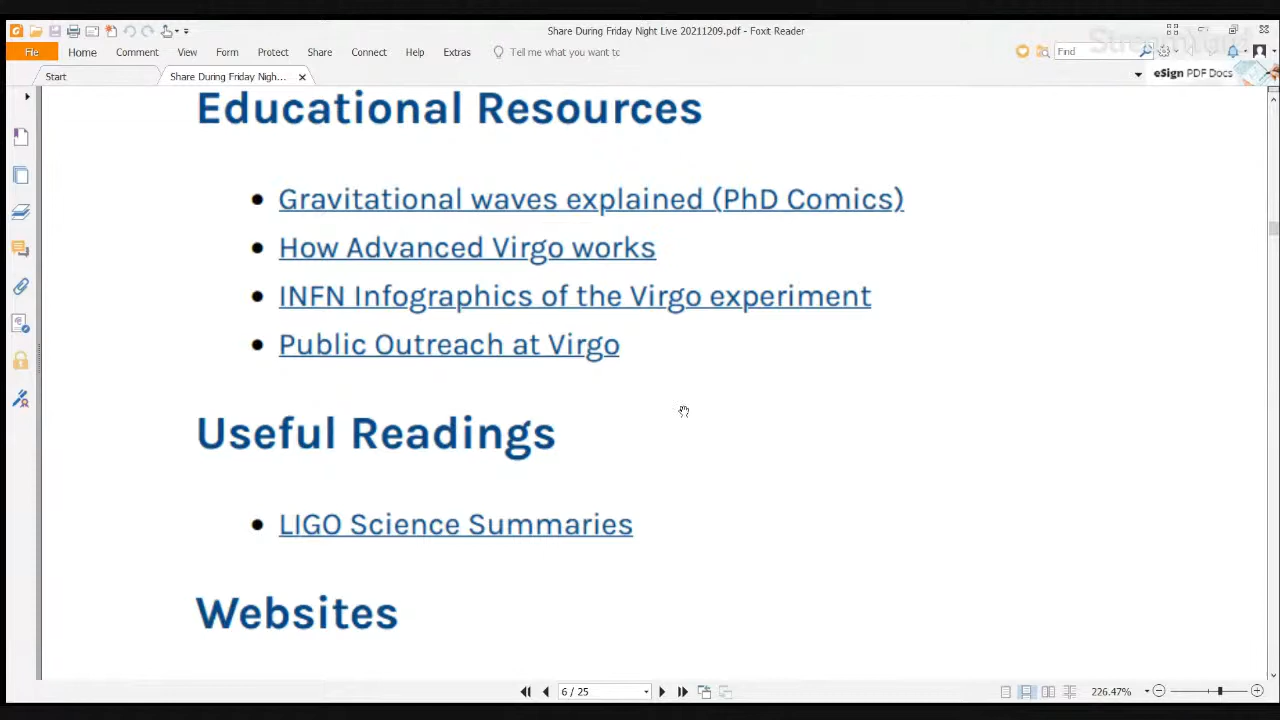 Share During Friday Night Live 20211209.pdf - Foxit Reader
File Home Comment View Form Protect Share Connect Help Extras Tell me what you want tc Find
Start Share During Friday Nigh... eSign PDF Docs
Educational Resources
• Gravitational waves explained (PhD Comics)
• How Advanced Virgo works
• INFN Infographics of the Virgo experiment
• Public Outreach at Virgo
Useful Readings
• LIGO Science Summaries
Websites
6 / 25 226.47%